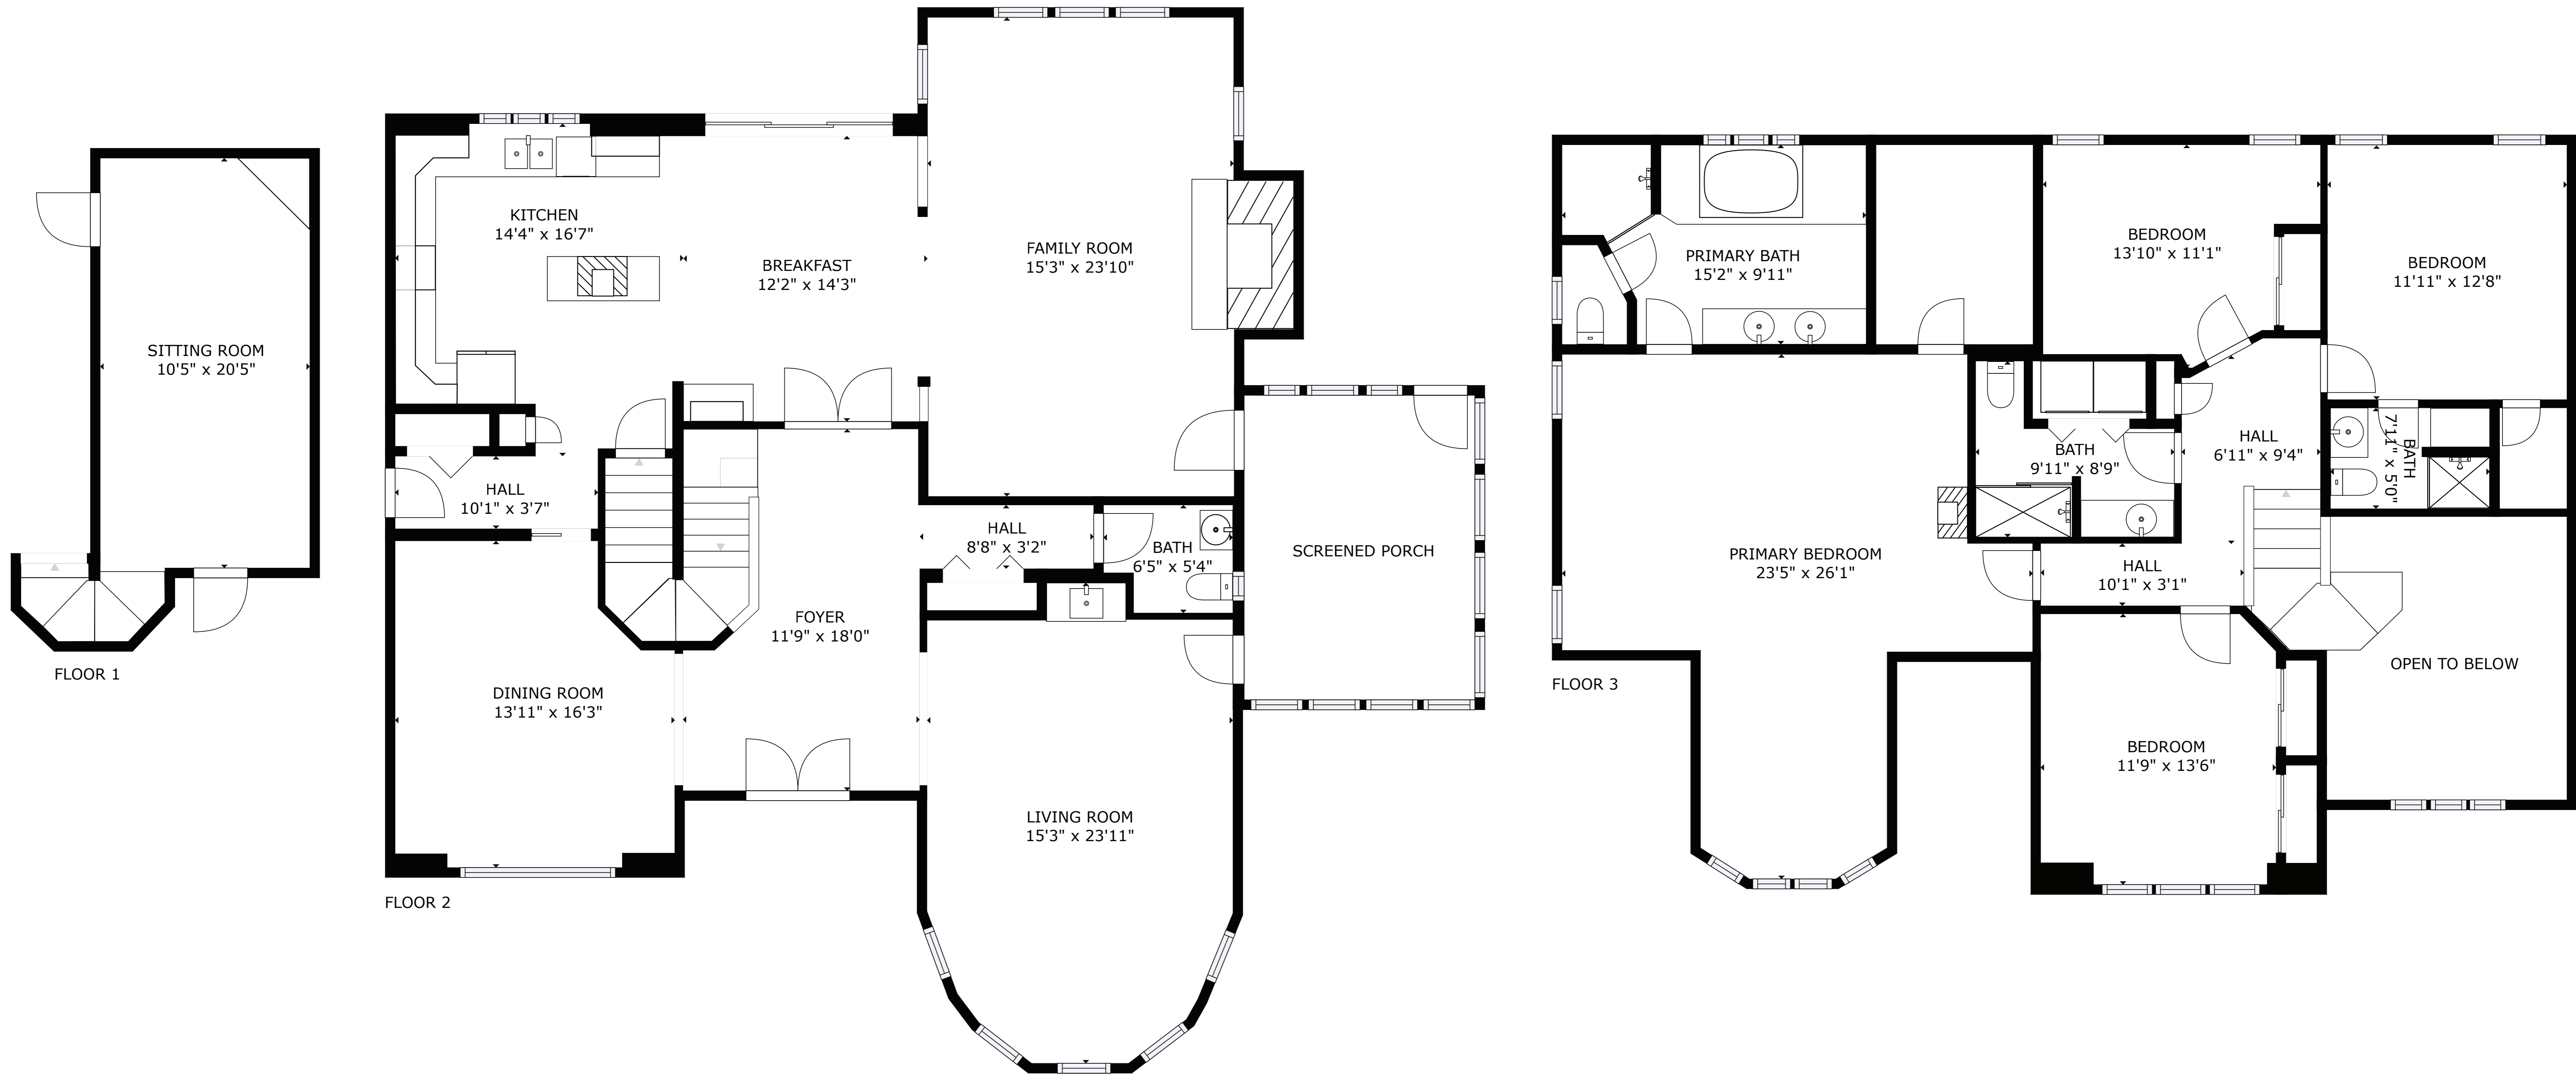 SITTING ROOM
10'5" x 20'5"
FLOOR 1
KITCHEN
14'4" x 16'7"
BREAKFAST
12'2" x 14'3"
FAMILY ROOM
15'3" x 23'10"
HALL
10'1" x 3'7"
HALL
8'8" x 3'2"
BATH
6'5" x 5'4"
SCREENED PORCH
FOYER
11'9" x 18'0"
DINING ROOM
13'11" x 16'3"
LIVING ROOM
15'3" x 23'11"
FLOOR 2
PRIMARY BATH
15'2" x 9'11"
BEDROOM
13'10" x 11'1"
BEDROOM
11'11" x 12'8"
BATH
9'11" x 8'9"
HALL
6'11" x 9'4"
BATH
7'1" x 5'0"
PRIMARY BEDROOM
23'5" x 26'1"
HALL
10'1" x 3'1"
OPEN TO BELOW
BEDROOM
11'9" x 13'6"
FLOOR 3